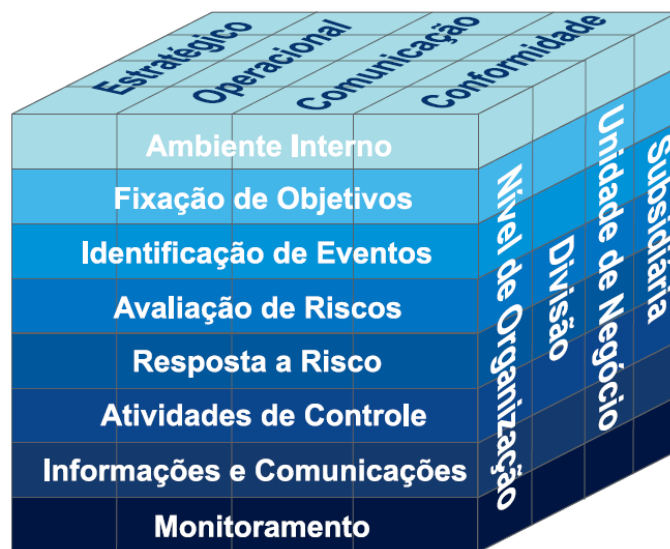 Estratégico
Operacional
Comunicação
Conformidade
Ambiente Interno
Fixação de Objetivos
Identificação de Eventos
Avaliação de Riscos
Resposta a Risco
Atividades de Controle
Informações e Comunicações
Monitoramento
Nível de Organização
Divisão
Unidade de Negócio
Subsidiária